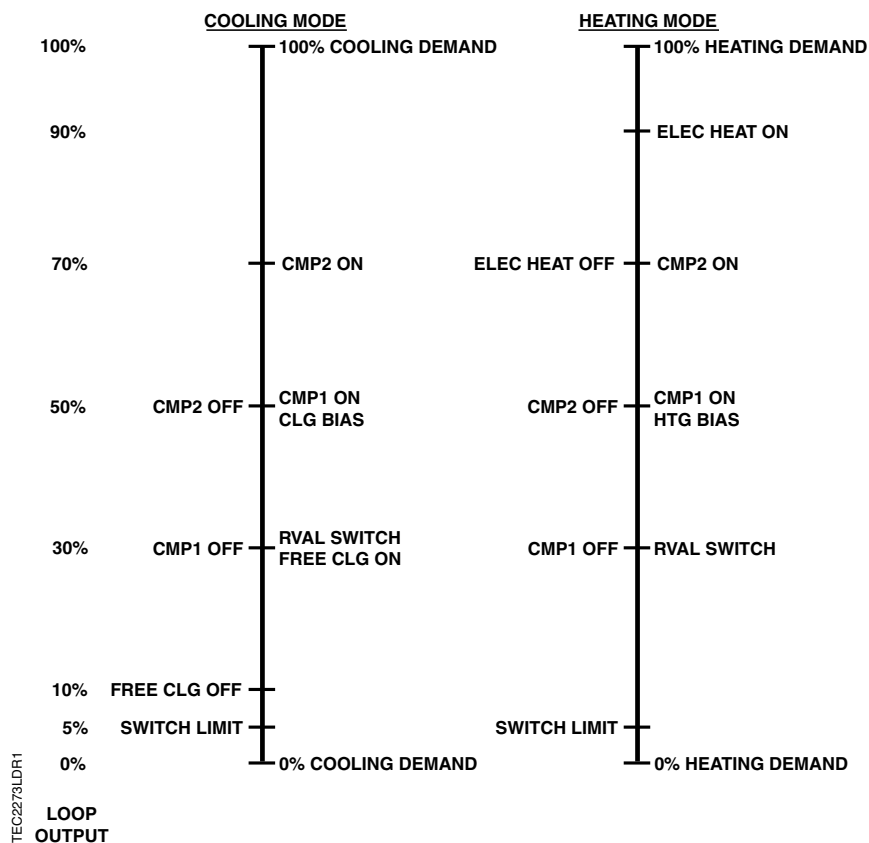 COOLING MODE HEATING MODE
100% 100% COOLING DEMAND 100% HEATING DEMAND
90% ELEC HEAT ON
70% CMP2 ON ELEC HEAT OFF CMP2 ON
50% CMP2 OFF CMP1 ON CMP2 OFF CMP1 ON
CLG BIAS HTG BIAS
30% CMP1 OFF RVAL SWITCH CMP1 OFF RVAL SWITCH
FREE CLG ON
10% FREE CLG OFF
5% SWITCH LIMIT SWITCH LIMIT
0% 0% COOLING DEMAND 0% HEATING DEMAND
LOOP
OUTPUT
TEC2273LDR1